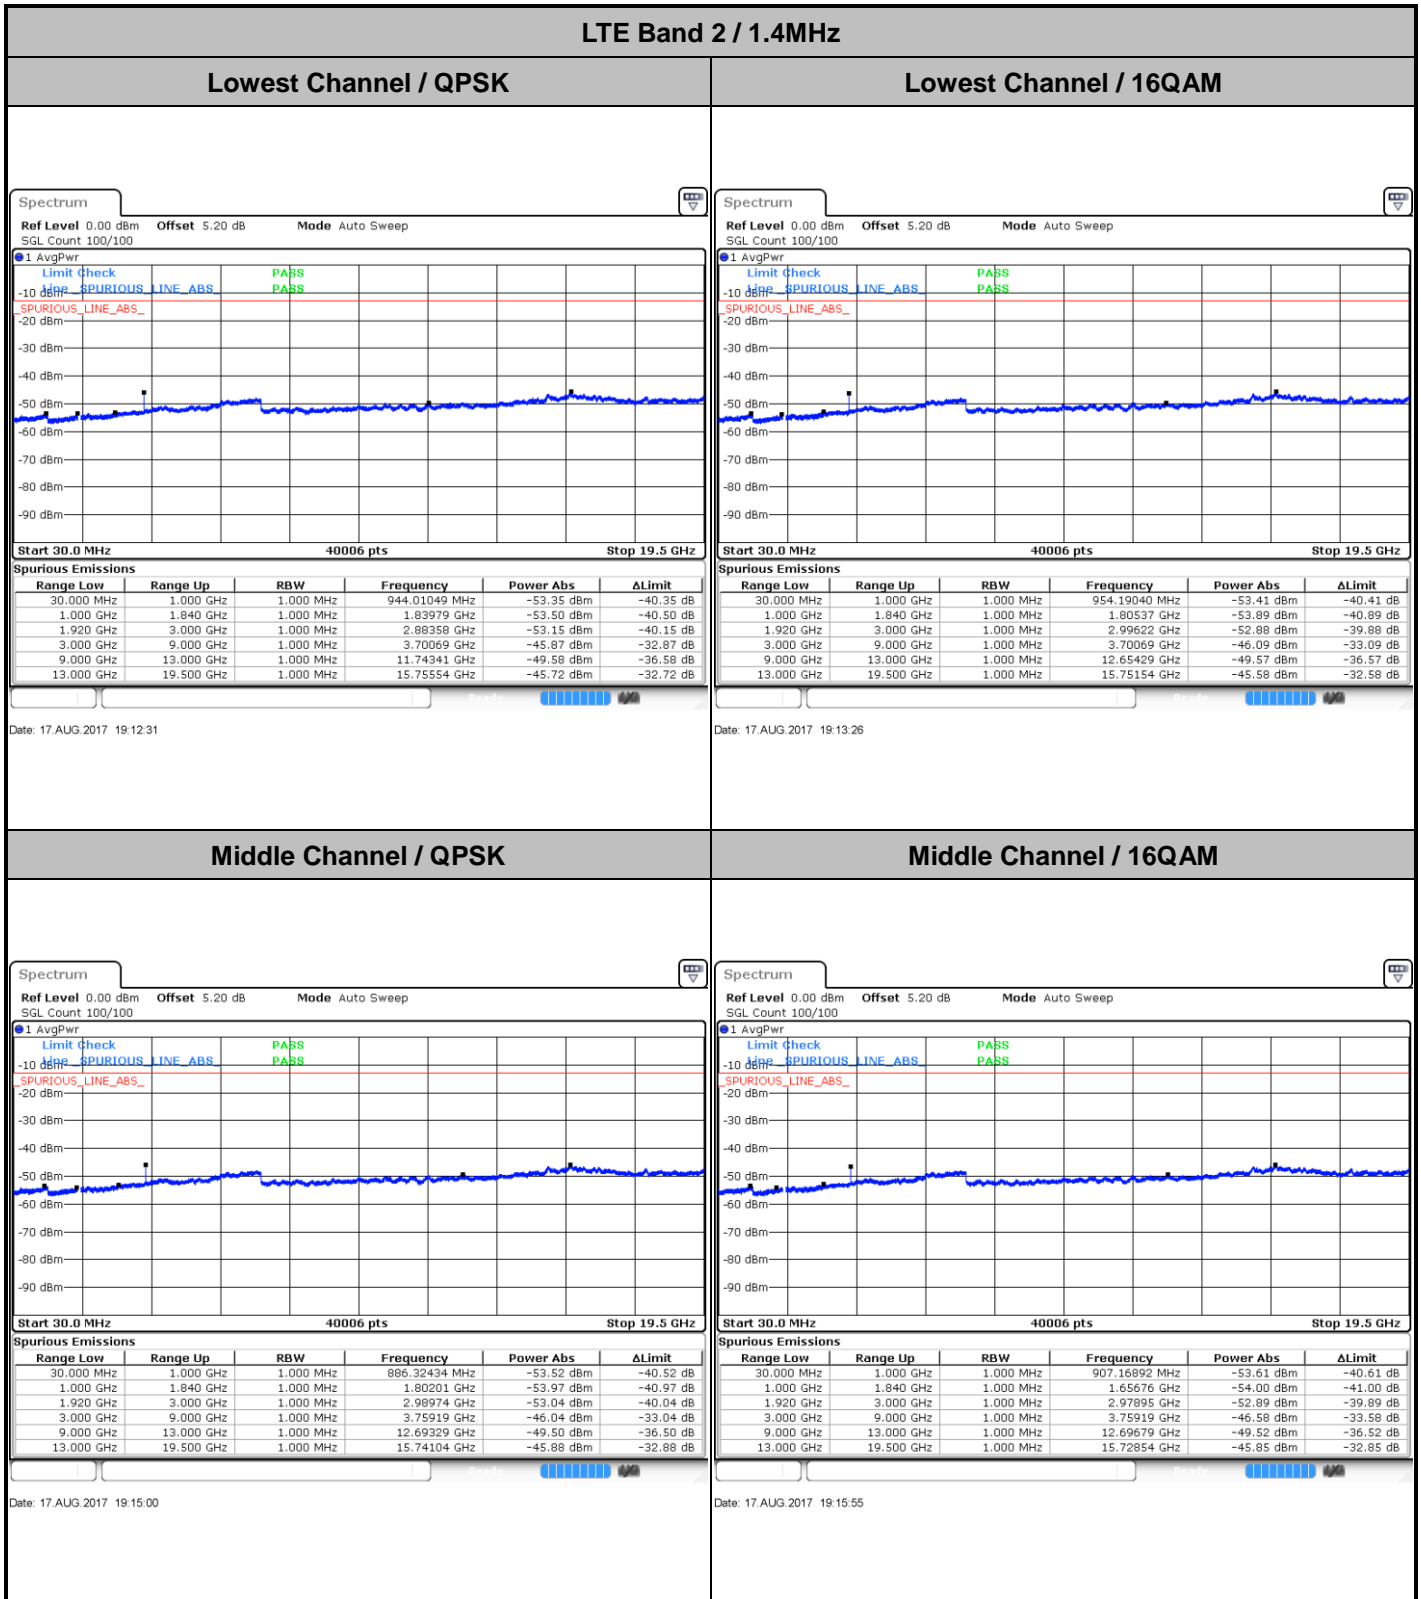 LTE Band 2 / 1.4MHz
Lowest Channel / QPSK
Lowest Channel / 16QAM
Spectrum
Ref Level 0.00 dBm Offset 5.20 dB Mode Auto Sweep
SGL Count 100/100
1 AvgPwr
Limit Check PASS
Line _SPURIOUS_LINE_ABS_ PASS
-10 dBm
_SPURIOUS_LINE_ABS_
-20 dBm
-30 dBm
-40 dBm
-50 dBm
-60 dBm
-70 dBm
-80 dBm
-90 dBm
Start 30.0 MHz 40006 pts Stop 19.5 GHz
Spurious Emissions
Range Low Range Up RBW Frequency Power Abs ΔLimit
30.000 MHz 1.000 GHz 1.000 MHz 944.01049 MHz -53.35 dBm -40.35 dB
1.000 GHz 1.840 GHz 1.000 MHz 1.83979 GHz -53.50 dBm -40.50 dB
1.920 GHz 3.000 GHz 1.000 MHz 2.88358 GHz -53.15 dBm -40.15 dB
3.000 GHz 9.000 GHz 1.000 MHz 3.70069 GHz -45.87 dBm -32.87 dB
9.000 GHz 13.000 GHz 1.000 MHz 11.74341 GHz -49.58 dBm -36.58 dB
13.000 GHz 19.500 GHz 1.000 MHz 15.75554 GHz -45.72 dBm -32.72 dB
Ready
Date: 17.AUG.2017 19:12:31
Spectrum
Ref Level 0.00 dBm Offset 5.20 dB Mode Auto Sweep
SGL Count 100/100
1 AvgPwr
Limit Check PASS
Line _SPURIOUS_LINE_ABS_ PASS
-10 dBm
_SPURIOUS_LINE_ABS_
-20 dBm
-30 dBm
-40 dBm
-50 dBm
-60 dBm
-70 dBm
-80 dBm
-90 dBm
Start 30.0 MHz 40006 pts Stop 19.5 GHz
Spurious Emissions
Range Low Range Up RBW Frequency Power Abs ΔLimit
30.000 MHz 1.000 GHz 1.000 MHz 954.19040 MHz -53.41 dBm -40.41 dB
1.000 GHz 1.840 GHz 1.000 MHz 1.80537 GHz -53.89 dBm -40.89 dB
1.920 GHz 3.000 GHz 1.000 MHz 2.99622 GHz -52.88 dBm -39.88 dB
3.000 GHz 9.000 GHz 1.000 MHz 3.70069 GHz -46.09 dBm -33.09 dB
9.000 GHz 13.000 GHz 1.000 MHz 12.65429 GHz -49.57 dBm -36.57 dB
13.000 GHz 19.500 GHz 1.000 MHz 15.75154 GHz -45.58 dBm -32.58 dB
Ready
Date: 17.AUG.2017 19:13:26
Middle Channel / QPSK
Middle Channel / 16QAM
Spectrum
Ref Level 0.00 dBm Offset 5.20 dB Mode Auto Sweep
SGL Count 100/100
1 AvgPwr
Limit Check PASS
Line _SPURIOUS_LINE_ABS_ PASS
-10 dBm
_SPURIOUS_LINE_ABS_
-20 dBm
-30 dBm
-40 dBm
-50 dBm
-60 dBm
-70 dBm
-80 dBm
-90 dBm
Start 30.0 MHz 40006 pts Stop 19.5 GHz
Spurious Emissions
Range Low Range Up RBW Frequency Power Abs ΔLimit
30.000 MHz 1.000 GHz 1.000 MHz 886.32434 MHz -53.52 dBm -40.52 dB
1.000 GHz 1.840 GHz 1.000 MHz 1.80201 GHz -53.97 dBm -40.97 dB
1.920 GHz 3.000 GHz 1.000 MHz 2.98974 GHz -53.04 dBm -40.04 dB
3.000 GHz 9.000 GHz 1.000 MHz 3.75919 GHz -46.04 dBm -33.04 dB
9.000 GHz 13.000 GHz 1.000 MHz 12.69329 GHz -49.50 dBm -36.50 dB
13.000 GHz 19.500 GHz 1.000 MHz 15.74104 GHz -45.88 dBm -32.88 dB
Ready
Date: 17.AUG.2017 19:15:00
Spectrum
Ref Level 0.00 dBm Offset 5.20 dB Mode Auto Sweep
SGL Count 100/100
1 AvgPwr
Limit Check PASS
Line _SPURIOUS_LINE_ABS_ PASS
-10 dBm
_SPURIOUS_LINE_ABS_
-20 dBm
-30 dBm
-40 dBm
-50 dBm
-60 dBm
-70 dBm
-80 dBm
-90 dBm
Start 30.0 MHz 40006 pts Stop 19.5 GHz
Spurious Emissions
Range Low Range Up RBW Frequency Power Abs ΔLimit
30.000 MHz 1.000 GHz 1.000 MHz 907.16892 MHz -53.61 dBm -40.61 dB
1.000 GHz 1.840 GHz 1.000 MHz 1.65676 GHz -54.00 dBm -41.00 dB
1.920 GHz 3.000 GHz 1.000 MHz 2.97895 GHz -52.89 dBm -39.89 dB
3.000 GHz 9.000 GHz 1.000 MHz 3.75919 GHz -46.58 dBm -33.58 dB
9.000 GHz 13.000 GHz 1.000 MHz 12.69679 GHz -49.52 dBm -36.52 dB
13.000 GHz 19.500 GHz 1.000 MHz 15.72854 GHz -45.85 dBm -32.85 dB
Ready
Date: 17.AUG.2017 19:15:55